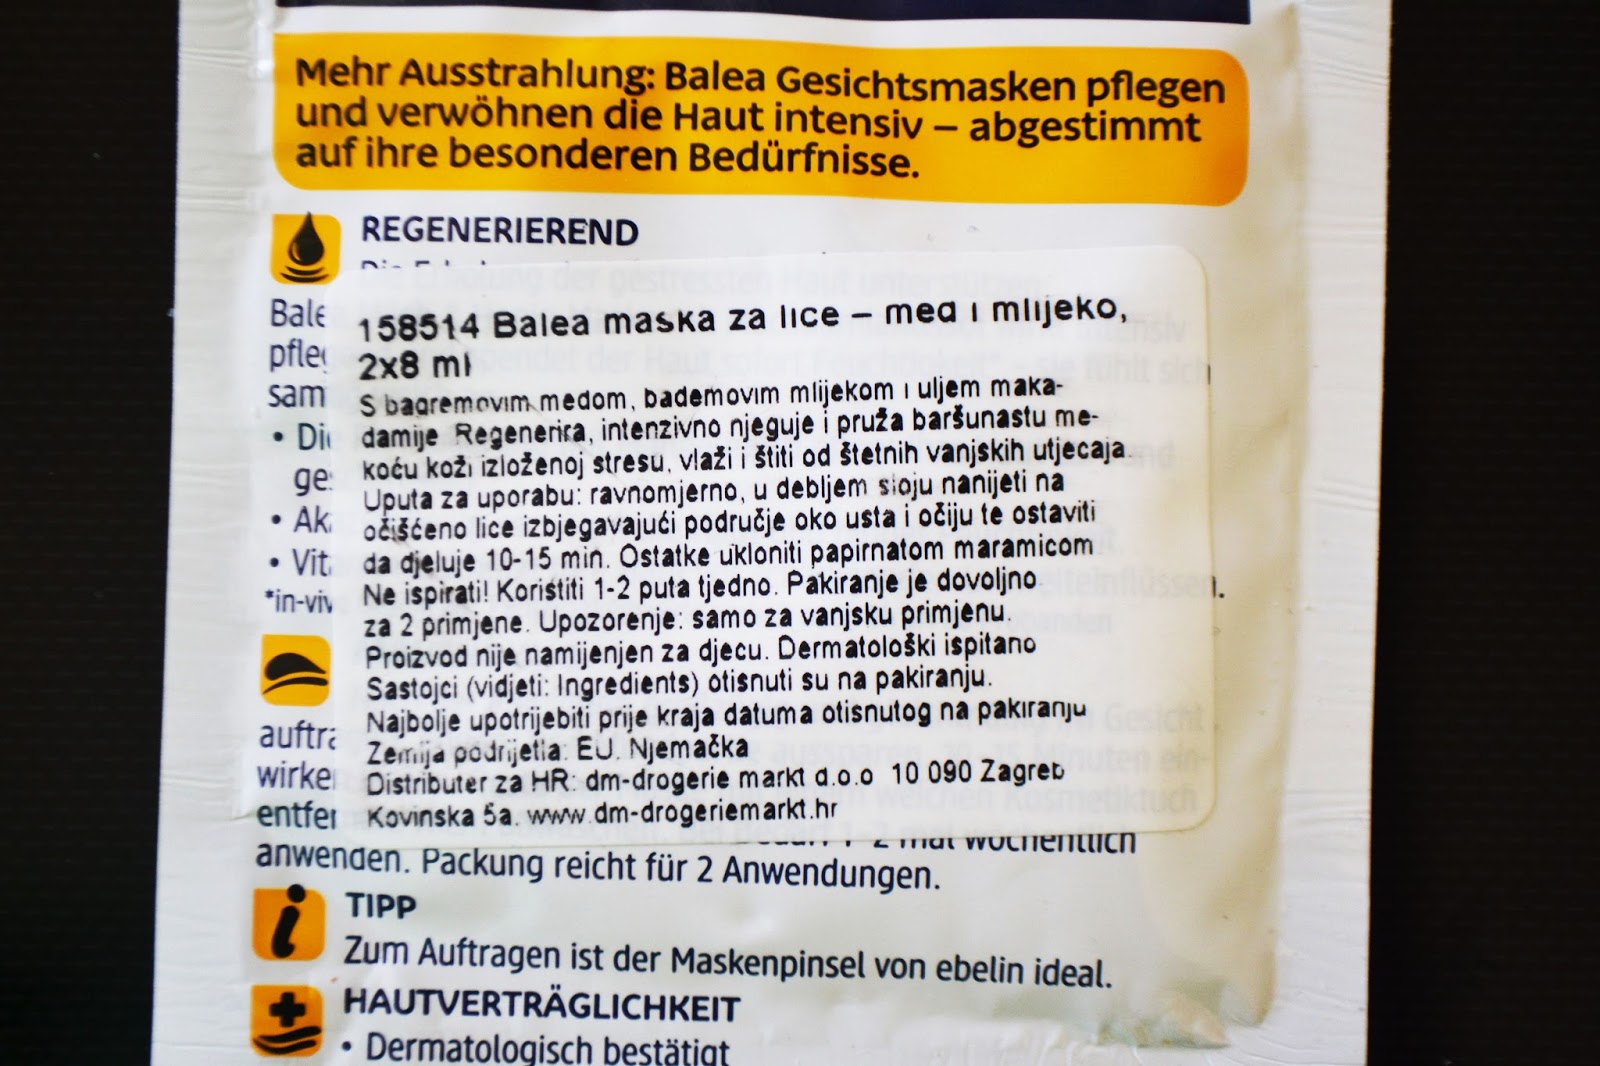 Mehr Ausstrahlung: Balea Gesichtsmasken pflegen
und verwöhnen die Haut intensiv – abgestimmt
auf ihre besonderen Bedürfnisse.
REGENERIEREND
158514 Balea maska za lice – med i mlijeko,
2x8 ml
S bagremovim medom, bademovim mlijekom i uljem maka-
damije. Regenerira, intenzivno njeguje i pruža baršunastu me-
koću koži izloženoj stresu, vlaži i štiti od štetnih vanjskih utjecaja.
Uputa za uporabu: ravnomjerno, u debljem sloju nanijeti na
očišćeno lice izbjegavajući područje oko usta i očiju te ostaviti
da djeluje 10-15 min. Ostatke ukloniti papirnatom maramicom
Ne ispirati! Koristiti 1-2 puta tjedno. Pakiranje je dovoljno
za 2 primjene. Upozorenje: samo za vanjsku primjenu.
Proizvod nije namijenjen za djecu. Dermatološki ispitano
Sastojci (vidjeti: Ingredients) otisnuti su na pakiranju.
Najbolje upotrijebiti prije kraja datuma otisnutog na pakiranju
Zemlja podrijetla: EU, Njemačka
Distributer za HR: dm-drogerie markt d.o.o 10 090 Zagreb
Kovinska 5a, www.dm-drogeriemarkt.hr
1–2 mal wöchentlich
anwenden. Packung reicht für 2 Anwendungen.
TIPP
Zum Auftragen ist der Maskenpinsel von ebelin ideal.
HAUTVERTRÄGLICHKEIT
• Dermatologisch bestätigt